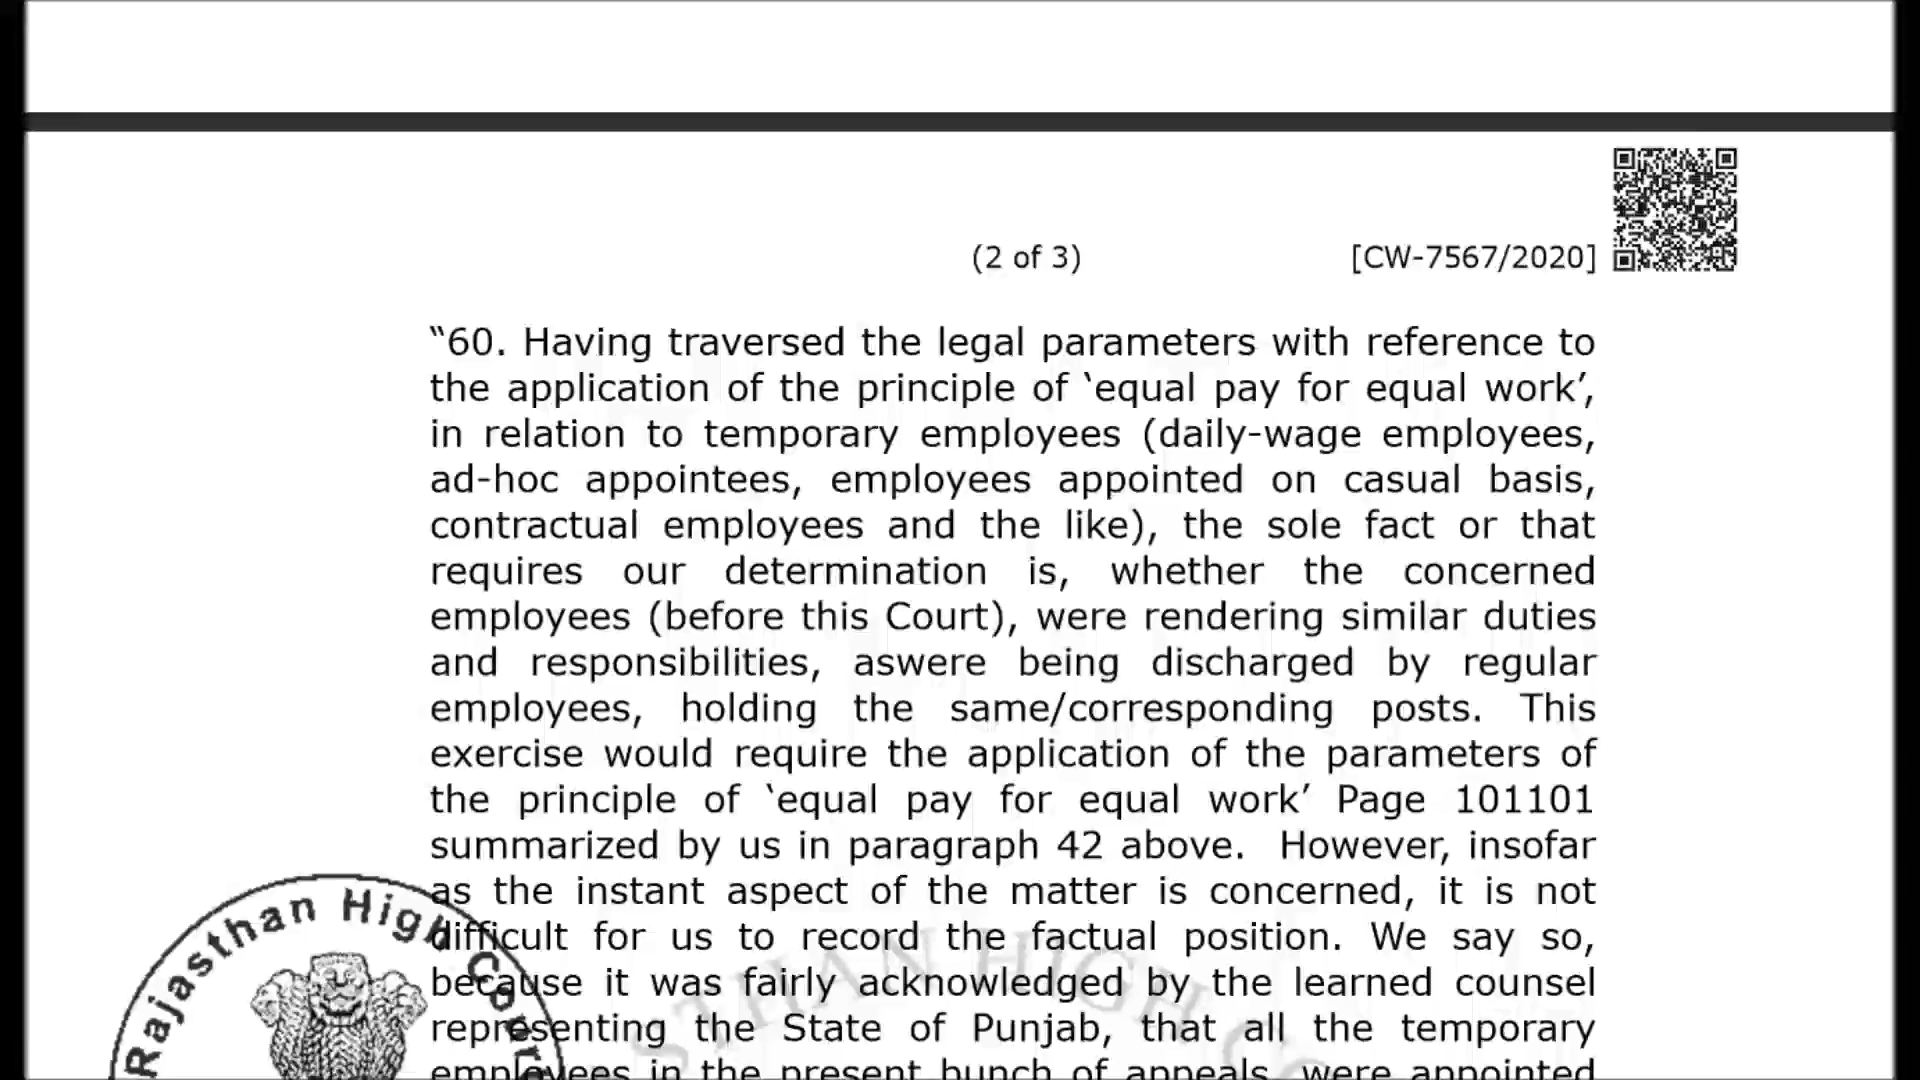 (2 of 3)
[CW-7567/2020]
“60. Having traversed the legal parameters with reference to
the application of the principle of ‘equal pay for equal work’,
in relation to temporary employees (daily-wage employees,
ad-hoc appointees, employees appointed on casual basis,
contractual employees and the like), the sole fact or that
requires our determination is, whether the concerned
employees (before this Court), were rendering similar duties
and responsibilities, aswere being discharged by regular
employees, holding the same/corresponding posts. This
exercise would require the application of the parameters of
the principle of ‘equal pay for equal work’ Page 101101
summarized by us in paragraph 42 above. However, insofar
as the instant aspect of the matter is concerned, it is not
difficult for us to record the factual position. We say so,
because it was fairly acknowledged by the learned counsel
representing the State of Punjab, that all the temporary
employees in the present bunch of appeals, were appointed
Rajasthan High Court
STHAN HIGH CO